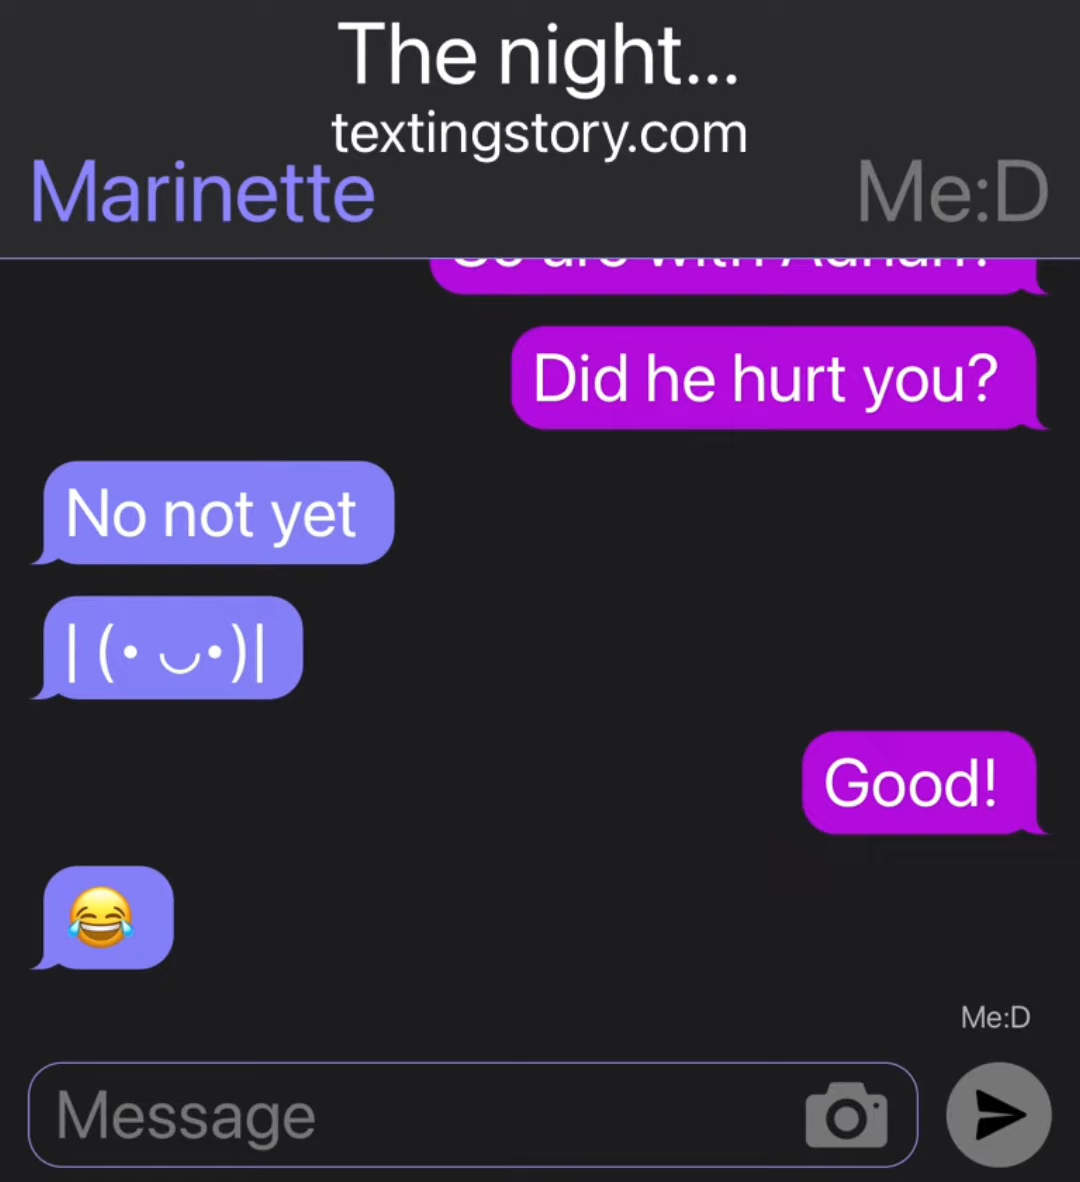 The night...
textingstory.com
Marinette
Me:D
Did he hurt you?
No not yet
| (• ◡•)|
Good!
😂
Me:D
Message